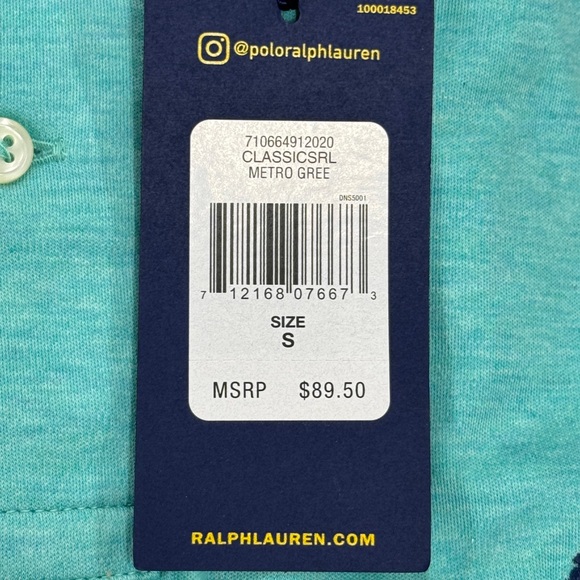 100018453
@poloralphlauren
710664912020
CLASSICSRL
METRO GREE
DNS5001
7 12168 07667 3
SIZE
S
MSRP $89.50
RALPHLAUREN.COM